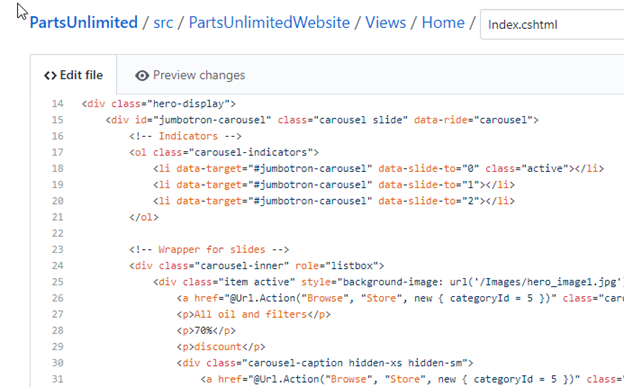 PartsUnlimited / src / PartsUnlimitedWebsite / Views / Home / Index.cshtml
<> Edit file Preview changes
14 <div class="hero-display">
15 <div id="jumbotron-carousel" class="carousel slide" data-ride="carousel">
16 <!-- Indicators -->
17 <ol class="carousel-indicators">
18 <li data-target="#jumbotron-carousel" data-slide-to="0" class="active"></li>
19 <li data-target="#jumbotron-carousel" data-slide-to="1"></li>
20 <li data-target="#jumbotron-carousel" data-slide-to="2"></li>
21 </ol>
22
23 <!-- Wrapper for slides -->
24 <div class="carousel-inner" role="listbox">
25 <div class="item active" style="background-image: url('/Images/hero_image1.jpg'
26 <a href="@Url.Action("Browse", "Store", new { categoryId = 5 })" class="caro
27 <p>All oil and filters</p>
28 <p>70%</p>
29 <p>discount</p>
30 <div class="carousel-caption hidden-xs hidden-sm">
31 <a href="@Url.Action("Browse", "Store", new { categoryId = 5 })" class="